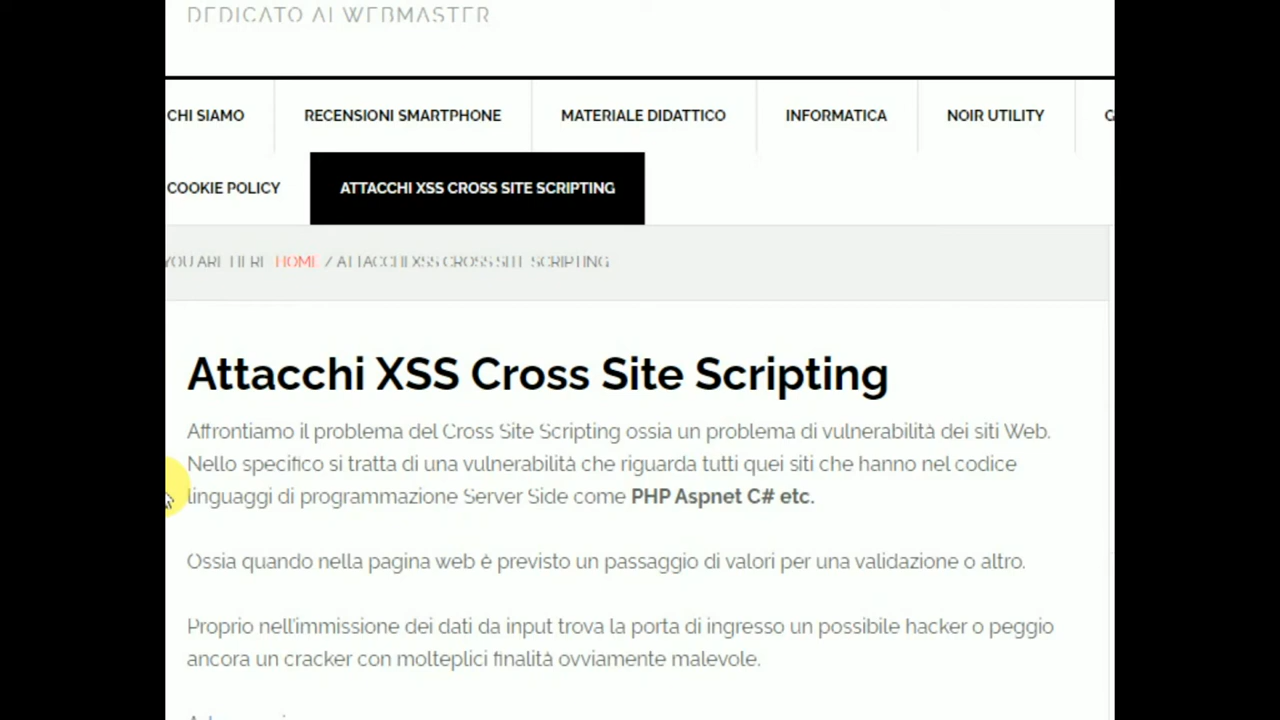 DEDICATO AI WEBMASTER
CHI SIAMO
RECENSIONI SMARTPHONE
MATERIALE DIDATTICO
INFORMATICA
NOIR UTILITY
COOKIE POLICY
ATTACCHI XSS CROSS SITE SCRIPTING
YOU ARE HERE: HOME / ATTACCHI XSS CROSS SITE SCRIPTING
Attacchi XSS Cross Site Scripting
Affrontiamo il problema del Cross Site Scripting ossia un problema di vulnerabilità dei siti Web.
Nello specifico si tratta di una vulnerabilità che riguarda tutti quei siti che hanno nel codice
linguaggi di programmazione Server Side come PHP Aspnet C# etc.
Ossia quando nella pagina web è previsto un passaggio di valori per una validazione o altro.
Proprio nell'immissione dei dati da input trova la porta di ingresso un possibile hacker o peggio
ancora un cracker con molteplici finalità ovviamente malevole.